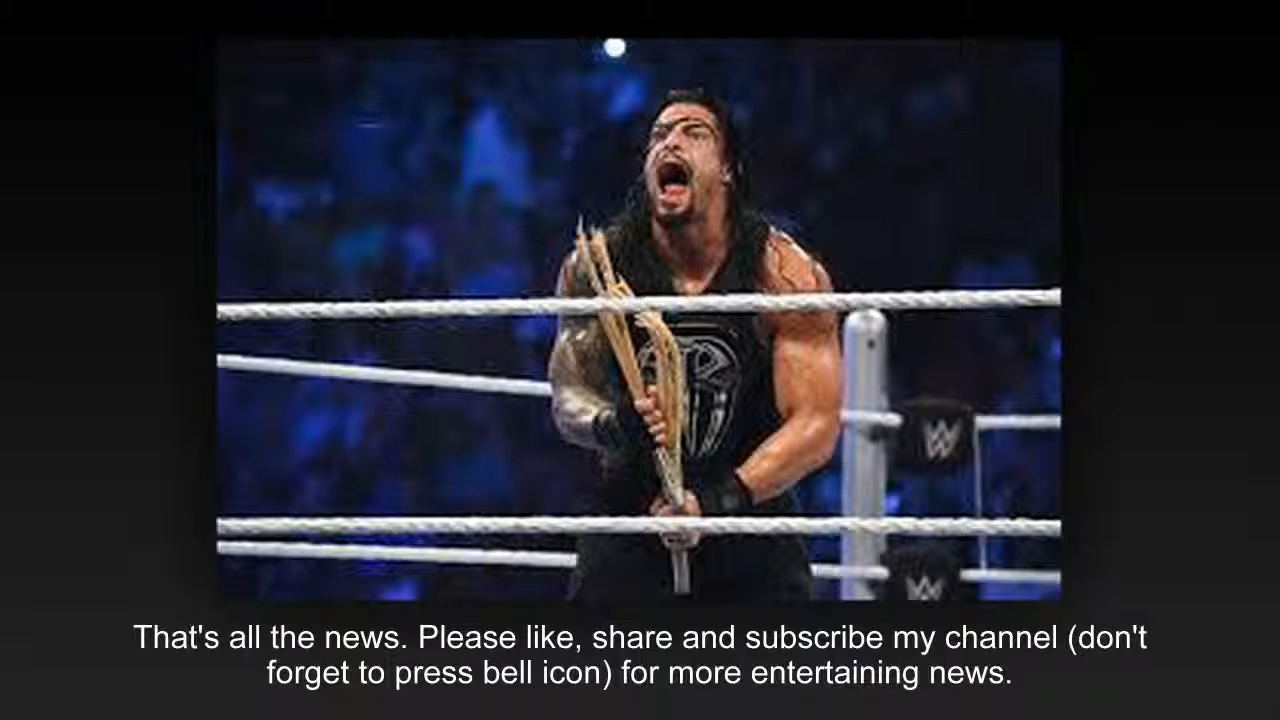 W
W
That's all the news. Please like, share and subscribe my channel (don't
forget to press bell icon) for more entertaining news.